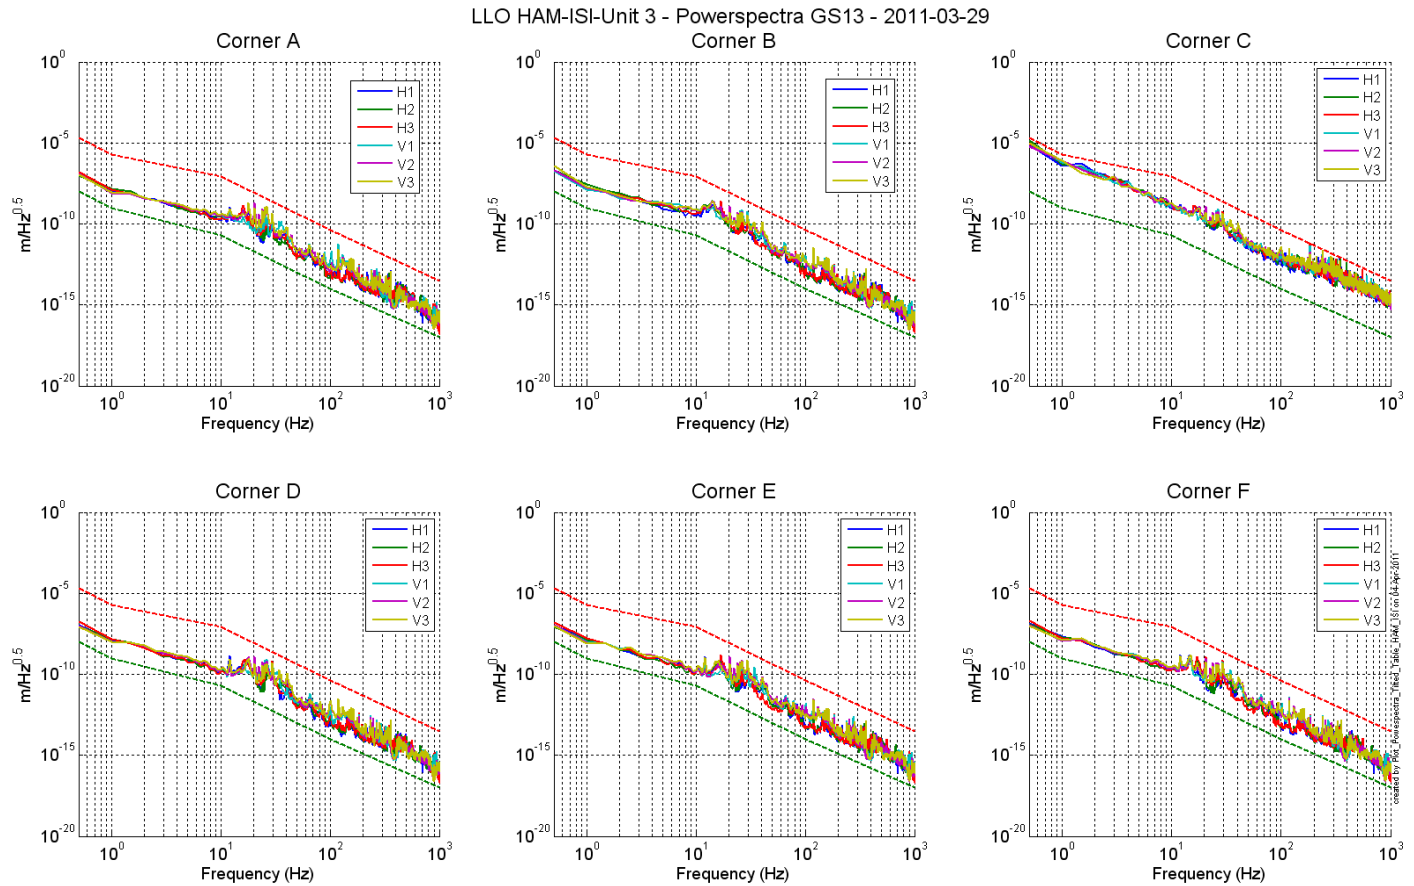 LLO HAM-ISI-Unit 3 - Powerspectra GS13 - 2011-03-29
Corner A
10^0
10^-5
10^-10
10^-15
10^-20
m/Hz^0.5
H1
H2
H3
V1
V2
V3
10^0
10^1
10^2
10^3
Frequency (Hz)
Corner B
10^0
10^-5
10^-10
10^-15
10^-20
m/Hz^0.5
H1
H2
H3
V1
V2
V3
10^0
10^1
10^2
10^3
Frequency (Hz)
Corner C
10^0
10^-5
10^-10
10^-15
10^-20
m/Hz^0.5
H1
H2
H3
V1
V2
V3
10^0
10^1
10^2
10^3
Frequency (Hz)
Corner D
10^0
10^-5
10^-10
10^-15
10^-20
m/Hz^0.5
H1
H2
H3
V1
V2
V3
10^0
10^1
10^2
10^3
Frequency (Hz)
Corner E
10^0
10^-5
10^-10
10^-15
10^-20
m/Hz^0.5
H1
H2
H3
V1
V2
V3
10^0
10^1
10^2
10^3
Frequency (Hz)
Corner F
10^0
10^-5
10^-10
10^-15
10^-20
m/Hz^0.5
H1
H2
H3
V1
V2
V3
10^0
10^1
10^2
10^3
Frequency (Hz)
created by Plot_Powerspectra_Tilted_Table_HAM_ISI on 04-Apr-2011